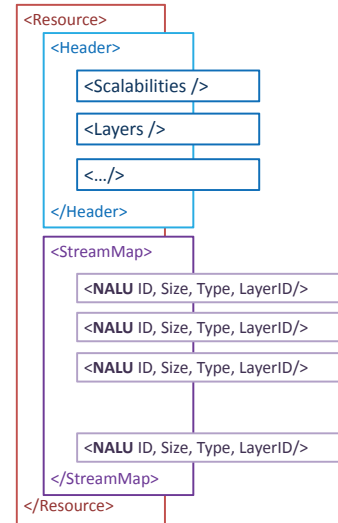 <Resource>
<Header>
<Scalabilities />
<Layers />
<.../>
</Header>
<StreamMap>
<NALU ID, Size, Type, LayerID/>
<NALU ID, Size, Type, LayerID/>
<NALU ID, Size, Type, LayerID/>
<NALU ID, Size, Type, LayerID/>
</StreamMap>
</Resource>